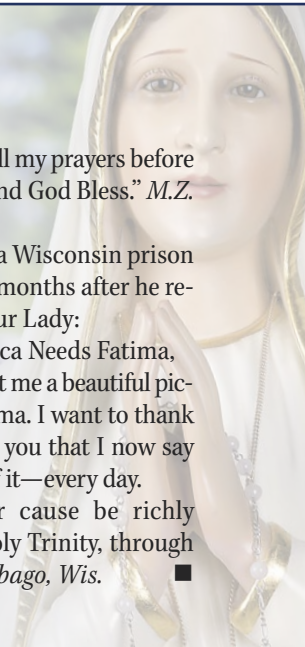 ll my prayers before
nd God Bless.” M.Z.
a Wisconsin prison
months after he re-
ur Lady:
ca Needs Fatima,
t me a beautiful pic-
ma. I want to thank
you that I now say
it—every day.
r cause be richly
ly Trinity, through
bago, Wis. ■